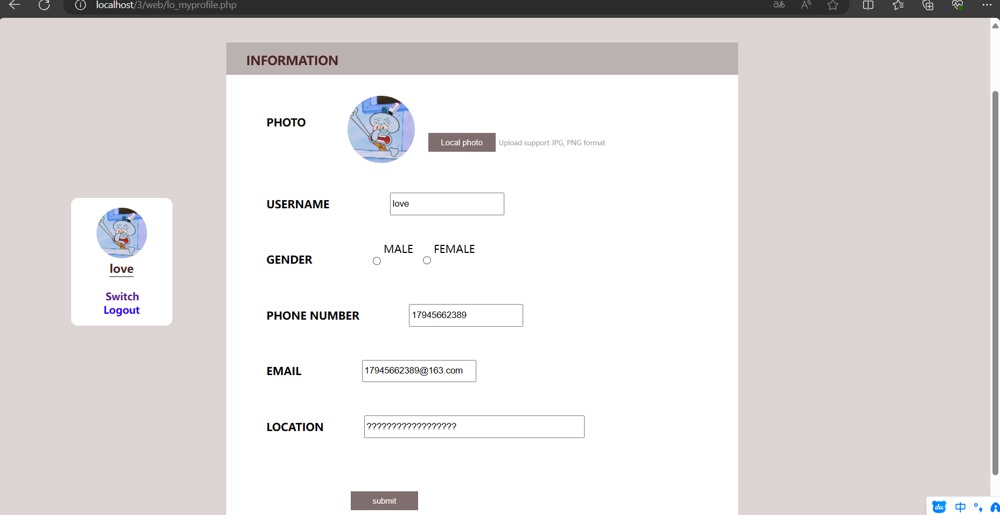 localhost/3/web/lo_myprofile.php
INFORMATION
PHOTO
Local photo
Upload support JPG, PNG format
USERNAME
love
GENDER
MALE
FEMALE
PHONE NUMBER
17945662389
EMAIL
17945662389@163.com
LOCATION
??????????????????
submit
love
Switch
Logout
du
中